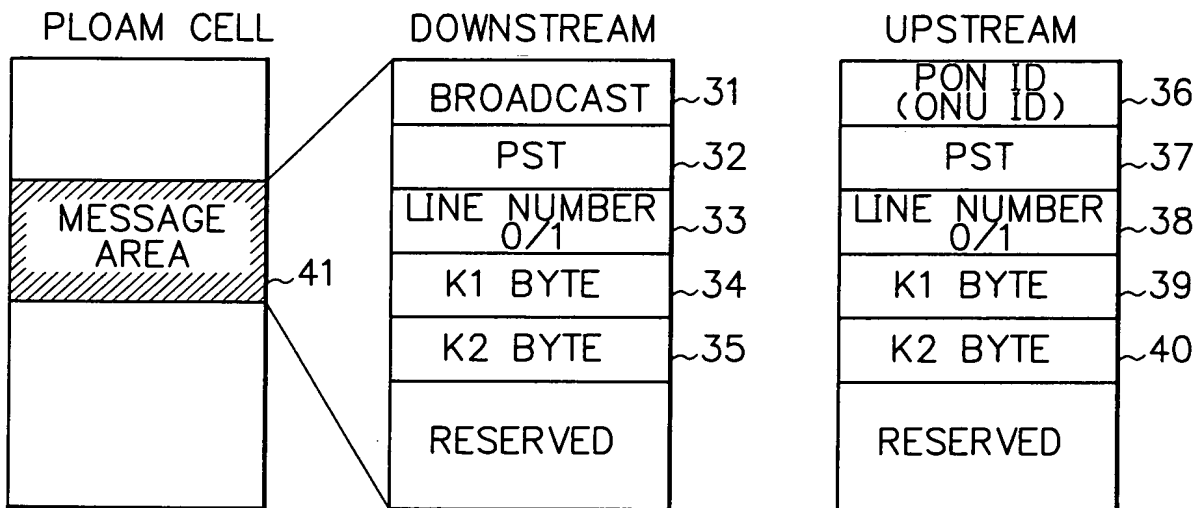 PLOAM CELL
MESSAGE
AREA
41
DOWNSTREAM
BROADCAST
31
PST
32
LINE NUMBER
0/1
33
K1 BYTE
34
K2 BYTE
35
RESERVED
UPSTREAM
PON ID
(ONU ID)
36
PST
37
LINE NUMBER
0/1
38
K1 BYTE
39
K2 BYTE
40
RESERVED